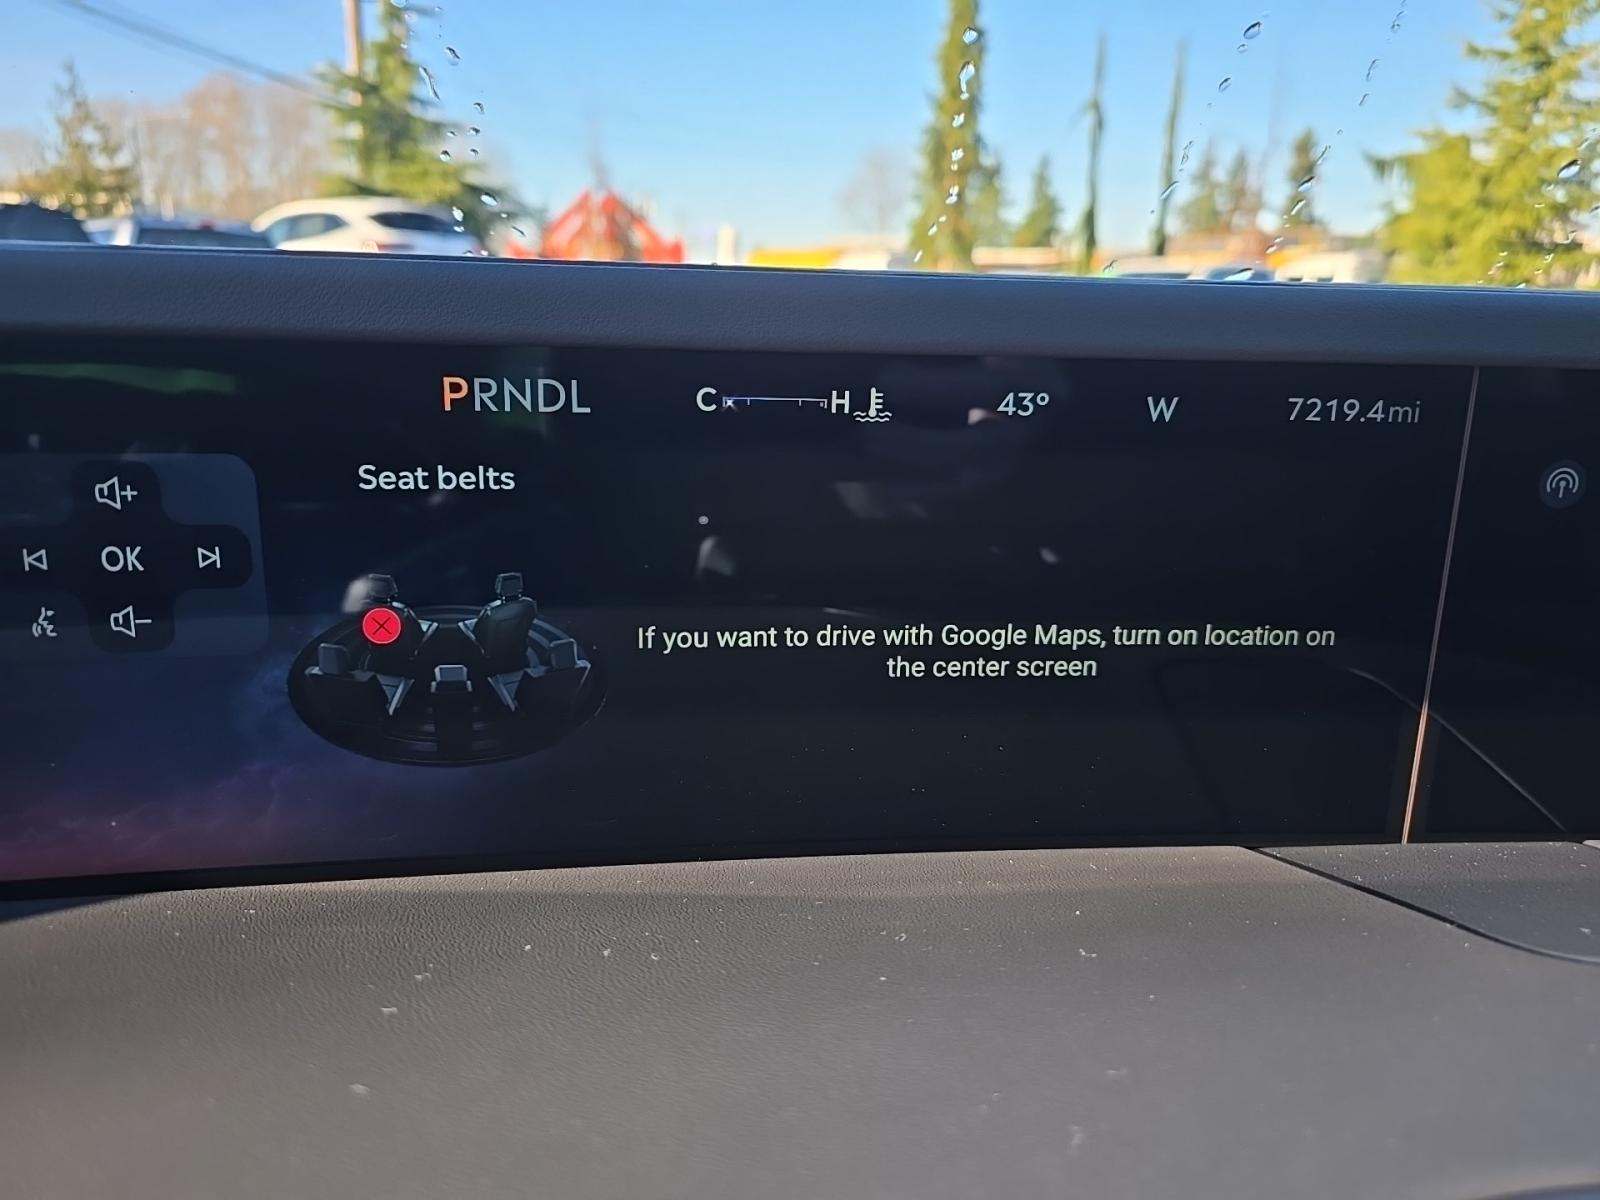 PRNDL
C H
43°
W
7219.4mi
Seat belts
OK
If you want to drive with Google Maps, turn on location on
the center screen